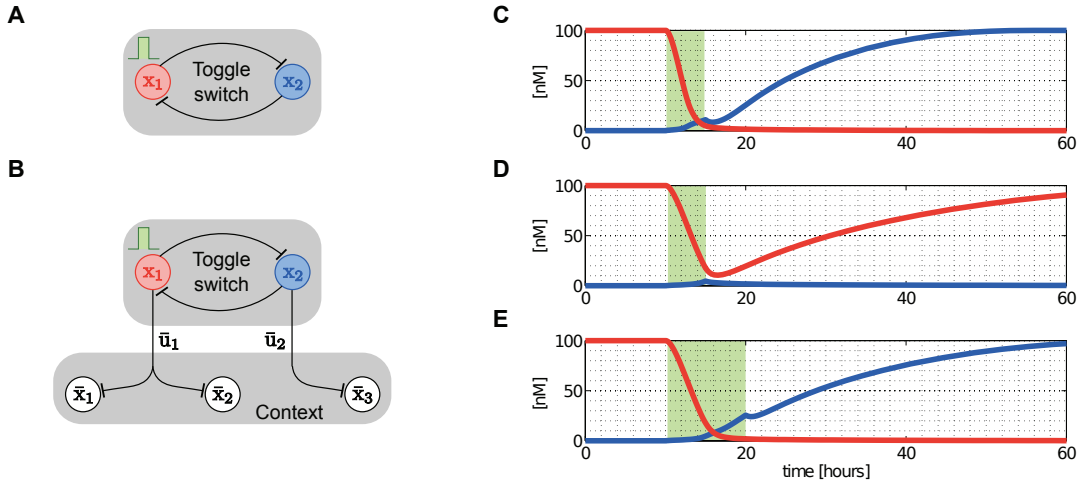 A
Toggle
switch
x₁
x₂
B
Toggle
switch
x₁
x₂
ū₁
ū₂
x̄₁
x̄₂
x̄₃
Context
C
[nM]
100
50
0
0
20
40
60
D
[nM]
100
50
0
0
20
40
60
E
[nM]
100
50
0
0
20
40
60
time [hours]